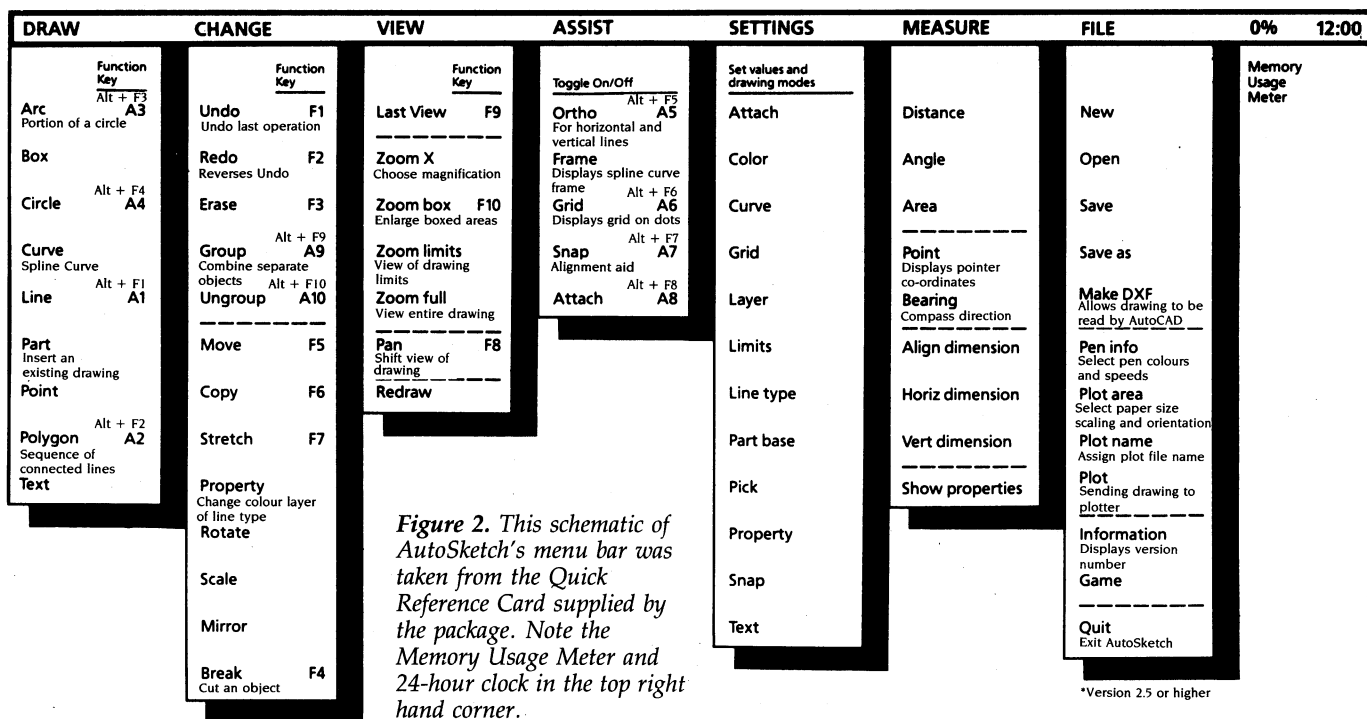 DRAW CHANGE VIEW ASSIST SETTINGS MEASURE FILE 0% 12:00
Function
Key
Alt + F3
Arc A3
Portion of a circle
Box
Alt + F4
Circle A4
Curve
Spline Curve
Alt + F1
Line A1
Part
Insert an
existing drawing
Point
Alt + F2
Polygon A2
Sequence of
connected lines
Text
Function
Key
Undo F1
Undo last operation
Redo F2
Reverses Undo
Erase F3
Alt + F9
Group A9
Combine separate
objects Alt + F10
Ungroup A10
Move F5
Copy F6
Stretch F7
Property
Change colour layer
of line type
Rotate
Scale
Mirror
Break F4
Cut an object
Function
Key
Last View F9
Zoom X
Choose magnification
Zoom box F10
Enlarge boxed areas
Zoom limits
View of drawing
limits
Zoom full
View entire drawing
Pan F8
Shift view of
drawing
Redraw
Toggle On/Off
Alt + F5
Ortho A5
For horizontal and
vertical lines
Frame
Displays spline curve
frame Alt + F6
Grid A6
Displays grid on dots
Alt + F7
Snap A7
Alignment aid
Alt + F8
Attach A8
Set values and
drawing modes
Attach
Color
Curve
Grid
Layer
Limits
Line type
Part base
Pick
Property
Snap
Text
Distance
Angle
Area
Point
Displays pointer
co-ordinates
Bearing
Compass direction
Align dimension
Horiz dimension
Vert dimension
Show properties
New
Open
Save
Save as
Make DXF
Allows drawing to be
read by AutoCAD
Pen info
Select pen colours
and speeds
Plot area
Select paper size
scaling and orientation
Plot name
Assign plot file name
Plot
Sending drawing to
plotter
Information
Displays version
number
Game
Quit
Exit AutoSketch
*Version 2.5 or higher
Memory
Usage
Meter
Figure 2. This schematic of
AutoSketch's menu bar was
taken from the Quick
Reference Card supplied by
the package. Note the
Memory Usage Meter and
24-hour clock in the top right
hand corner.